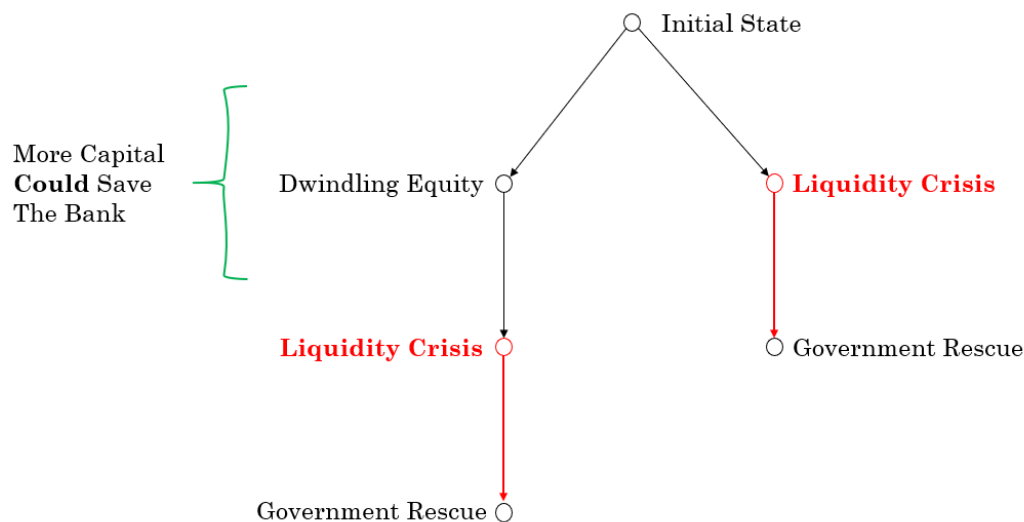 Initial State
More Capital
Could Save
The Bank
Dwindling Equity
Liquidity Crisis
Liquidity Crisis
Government Rescue
Government Rescue